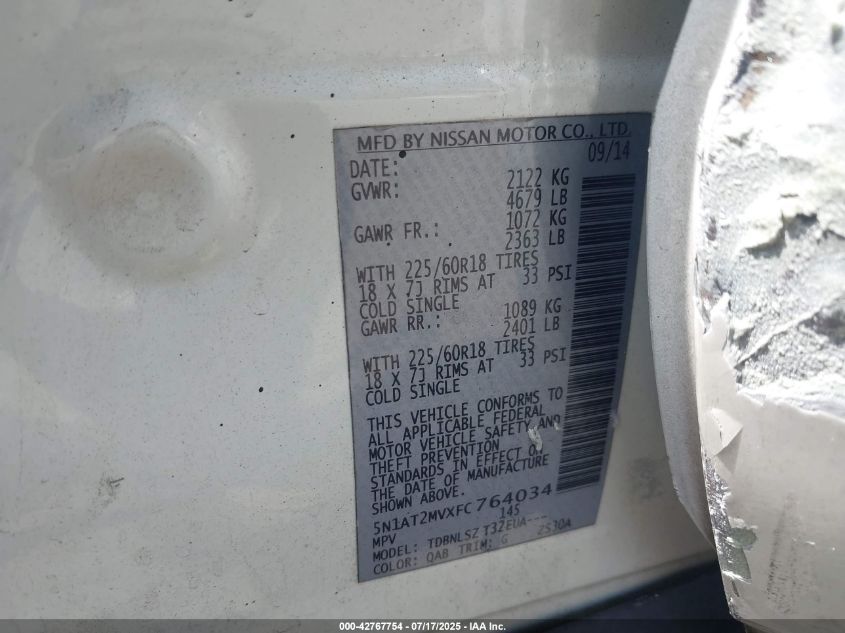 MFD BY NISSAN MOTOR CO., LTD.
DATE: 09/14
GVWR: 2122 KG
4679 LB
GAWR FR.: 1072 KG
2363 LB
WITH 225/60R18 TIRES
18 X 7J RIMS AT 33 PSI
COLD SINGLE
GAWR RR.: 1089 KG
2401 LB
WITH 225/60R18 TIRES
18 X 7J RIMS AT 33 PSI
COLD SINGLE
THIS VEHICLE CONFORMS TO
ALL APPLICABLE FEDERAL
MOTOR VEHICLE SAFETY AND
THEFT PREVENTION
STANDARDS IN EFFECT ON
THE DATE OF MANUFACTURE
SHOWN ABOVE.
5N1AT2MVXFC764034
MPV 145
MODEL: TDBNLSZ T32EUA---
COLOR: QAB TRIM: G 2S30A
000-42767754 - 07/17/2025 - IAA Inc.